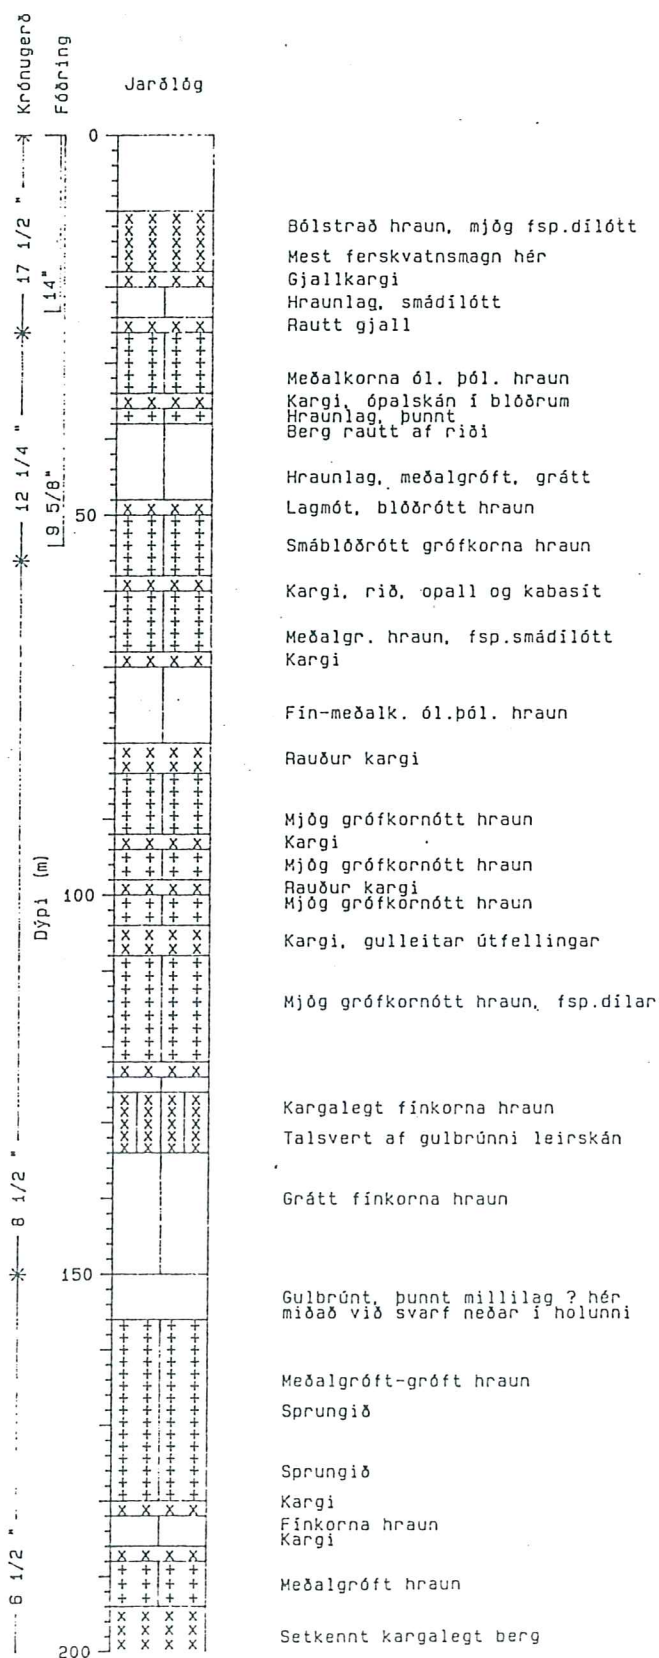 Krónugerð
Fóðring
Jarðlög
0
17 1/2 "
L14"
Bólstrað hraun, mjög fsp.dílótt
Mest ferskvatnsmagn hér
Gjallkargi
Hraunlag, smádílótt
Rautt gjall
Meðalkorna ól. þól. hraun
Kargi, ópalskán í blöðrum
Hraunlag, þunnt
Berg rautt af riði
12 1/4 "
L9 5/8"
Hraunlag, meðalgróft, grátt
50
Lagmót, blöðrótt hraun
Smáblöðrótt grófkorna hraun
Kargi, rið, opall og kabasít
Meðalgr. hraun, fsp.smádílótt
Kargi
Fín-meðalk. ól.þól. hraun
Rauður kargi
Mjög grófkornótt hraun
Kargi
Mjög grófkornótt hraun
Dýpi (m)
100
Rauður kargi
Mjög grófkornótt hraun
Kargi, gulleitar útfellingar
Mjög grófkornótt hraun, fsp.dílar
Kargalegt fínkorna hraun
Talsvert af gulbrúnni leirskán
8 1/2 "
Grátt fínkorna hraun
150
Gulbrúnt, þunnt millilag ? hér
miðað við svarf neðar í holunni
Meðalgróft-gróft hraun
Sprungið
Sprungið
Kargi
Fínkorna hraun
Kargi
6 1/2 "
Meðalgróft hraun
Setkennt kargalegt berg
200